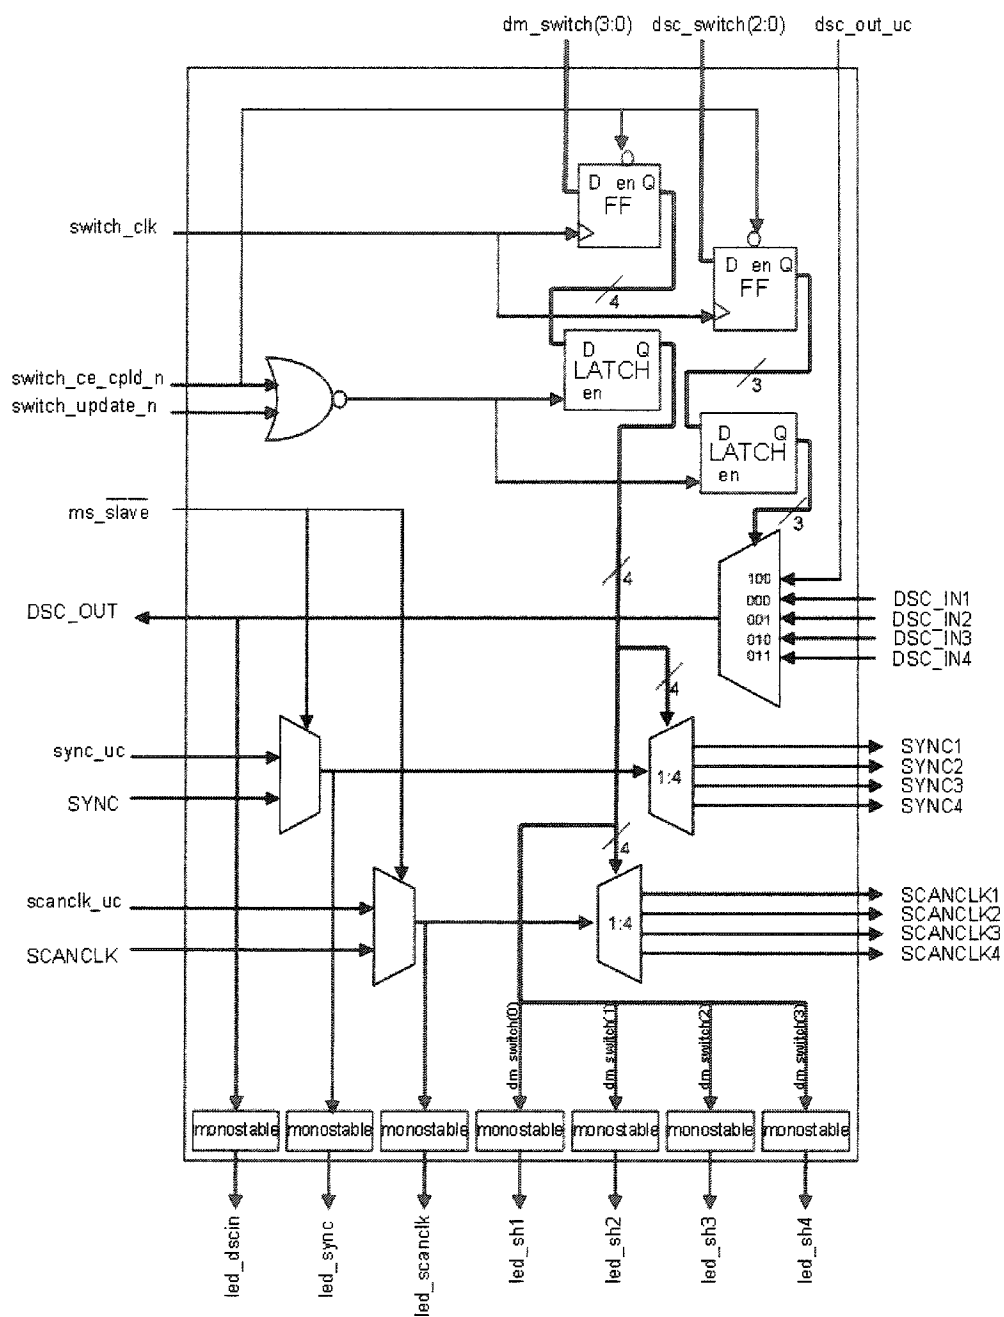 dm_switch(3:0) dsc_switch(2:0) dsc_out_uc
D en Q
FF
switch_clk
D en Q
FF
4
D Q
LATCH
en
3
switch_ce_cpld_n
switch_update_n
D Q
LATCH
en
ms_slave
3
4
100
000
001
010
011
DSC_OUT
DSC_IN1
DSC_IN2
DSC_IN3
DSC_IN4
4
sync_uc
SYNC
1:4
SYNC1
SYNC2
SYNC3
SYNC4
4
scanclk_uc
SCANCLK
1:4
SCANCLK1
SCANCLK2
SCANCLK3
SCANCLK4
dm_switch(0)
dm_switch(1)
dm_switch(2)
dm_switch(3)
monostable monostable monostable monostable monostable monostable monostable
led_dscin
led_sync
led_scanclk
led_sh1
led_sh2
led_sh3
led_sh4